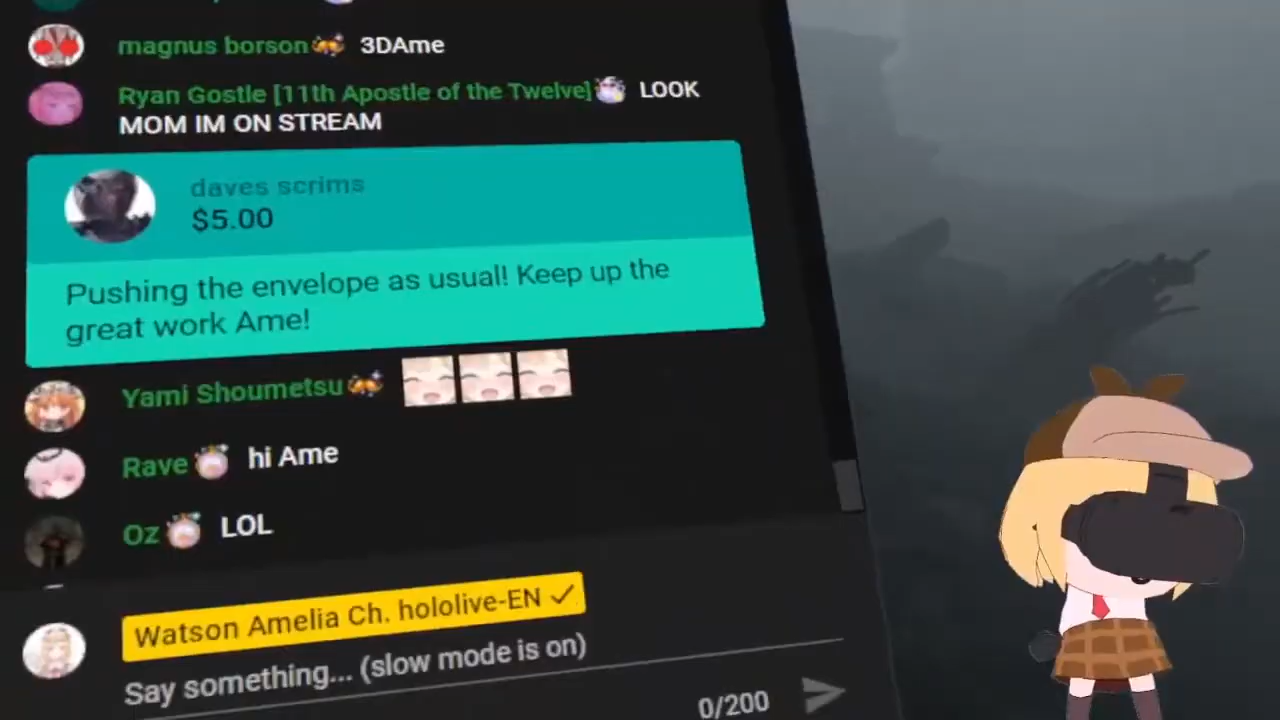 magnus borson 3DAme
Ryan Gostle [11th Apostle of the Twelve] LOOK
MOM IM ON STREAM
daves scrims
$5.00
Pushing the envelope as usual! Keep up the
great work Ame!
Yami Shoumetsu
Rave hi Ame
Oz LOL
Watson Amelia Ch. hololive-EN ✓
Say something... (slow mode is on)
0/200